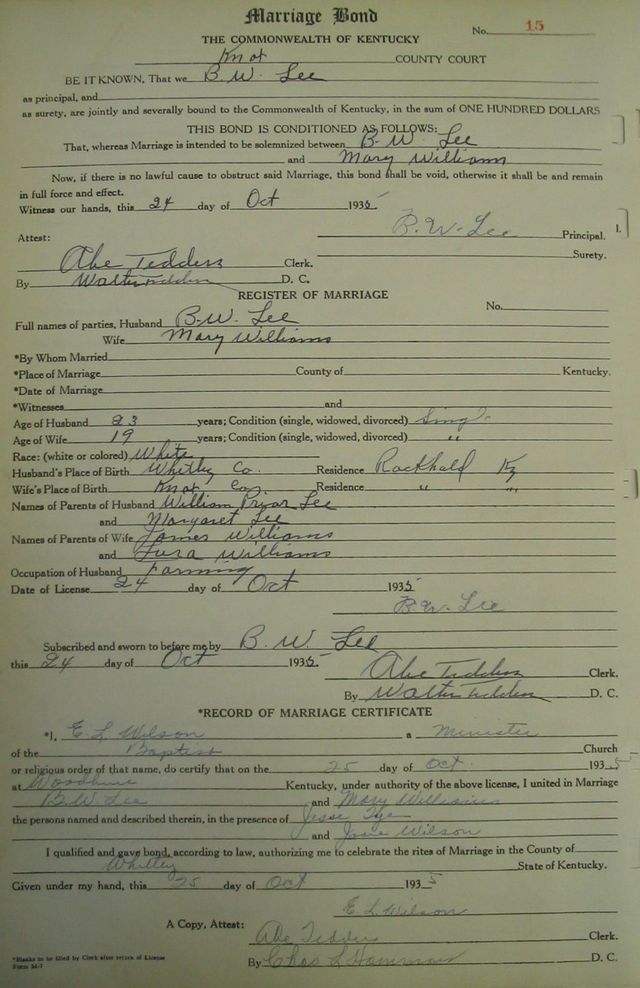 Marriage Bond
No. 15
THE COMMONWEALTH OF KENTUCKY
Knox COUNTY COURT
BE IT KNOWN, That we B. W. Lee
as principal, and
as surety, are jointly and severally bound to the Commonwealth of Kentucky, in the sum of ONE HUNDRED DOLLARS
THIS BOND IS CONDITIONED AS FOLLOWS:
That, whereas Marriage is intended to be solemnized between B. W. Lee
and Mary Williams
Now, if there is no lawful cause to obstruct said Marriage, this bond shall be void, otherwise it shall be and remain
in full force and effect.
Witness our hands, this 24 day of Oct 1935
B. W. Lee Principal.
1.
Attest: Surety.
Abe Tedders Clerk.
By Walter Tedders D. C.
REGISTER OF MARRIAGE
No.
Full names of parties, Husband B. W. Lee
Wife Mary Williams
*By Whom Married
*Place of Marriage County of Kentucky.
*Date of Marriage
*Witnesses and
Age of Husband 23 years; Condition (single, widowed, divorced) Singl
Age of Wife 19 years; Condition (single, widowed, divorced) "
Race: (white or colored) White
Husband's Place of Birth Whitley Co. Residence Rockhold Ky
Wife's Place of Birth Knox Co. Residence " "
Names of Parents of Husband William Prior Lee
and Margaret Lee
Names of Parents of Wife James Williams
and Williams
Occupation of Husband Farming
Date of License 24 day of Oct 1935
B. W. Lee
Subscribed and sworn to before me by B. W. Lee
this 24 day of Oct 1935
Abe Tedders Clerk.
By Walter Tedders D. C.
*RECORD OF MARRIAGE CERTIFICATE
*I, E. L. Wilson a Minister
of the Baptist Church
or religious order of that name, do certify that on the 25 day of Oct. 1935
at Woodbine Kentucky, under authority of the above license, I united in Marriage
B. W. Lee and Mary Williams
the persons named and described therein, in the presence of Jesse Tye
and Wilson
I qualified and gave bond, according to law, authorizing me to celebrate the rites of Marriage in the County of
Whitley State of Kentucky.
Given under my hand, this 25 day of Oct 1935
E. L. Wilson
A Copy, Attest:
Abe Tedders Clerk.
By Chas L Hammons D. C.
*Blanks to be filled by Clerk after return of License
Form M-7